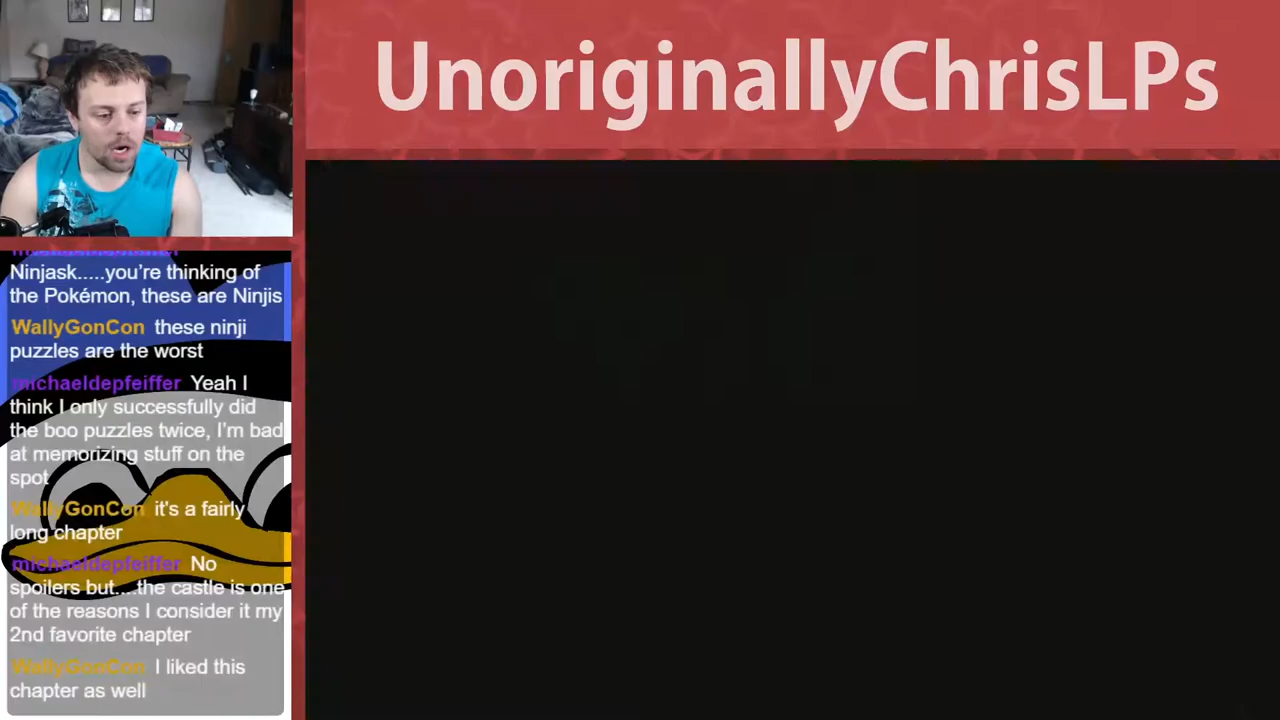 UnoriginallyChrisLPs
Ninjask.....you're thinking of
the Pokémon, these are Ninjis
WallyGonCon these ninji
puzzles are the worst
michaeldepfeiffer Yeah I
think I only successfully did
the boo puzzles twice, I'm bad
at memorizing stuff on the
spot
WallyGonCon it's a fairly
long chapter
michaeldepfeiffer No
spoilers but....the castle is one
of the reasons I consider it my
2nd favorite chapter
WallyGonCon I liked this
chapter as well